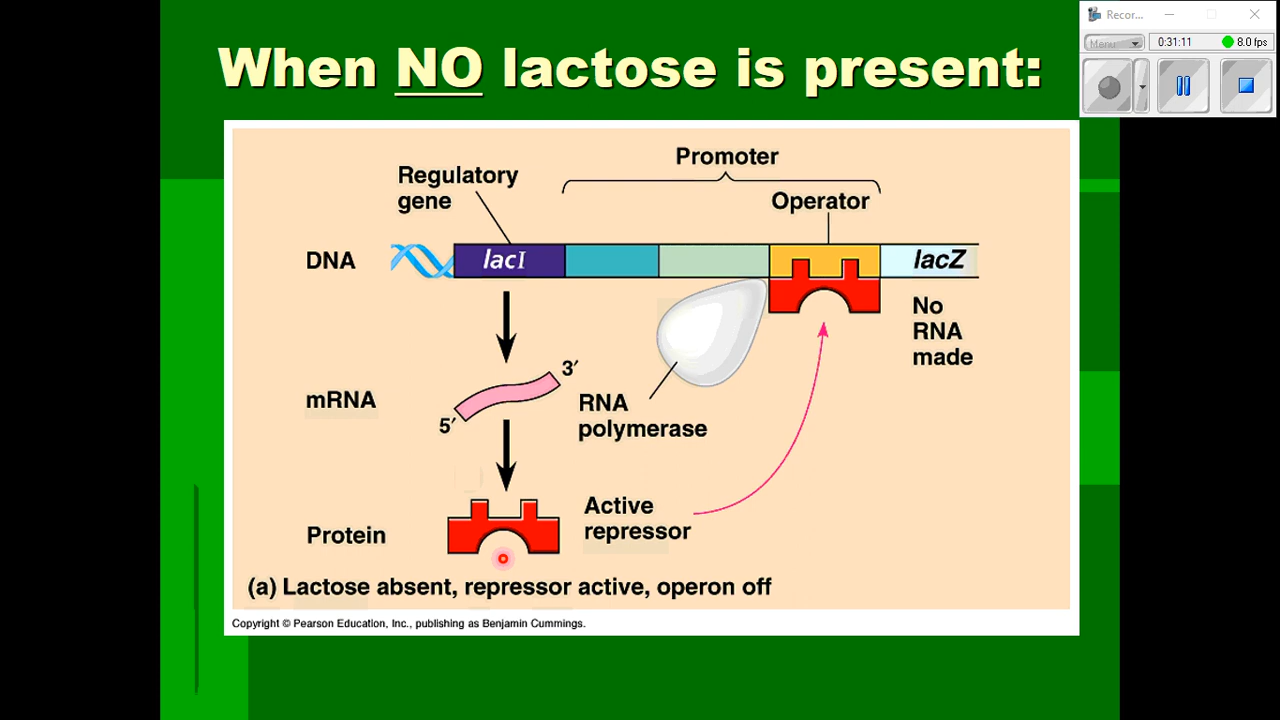 When NO lactose is present:
Recor...
Menu
0:31:11
8.0 fps
Promoter
Regulatory
gene
Operator
DNA
lacI
lacZ
No
RNA
made
3′
mRNA
5′
RNA
polymerase
Active
repressor
Protein
(a) Lactose absent, repressor active, operon off
Copyright © Pearson Education, Inc., publishing as Benjamin Cummings.